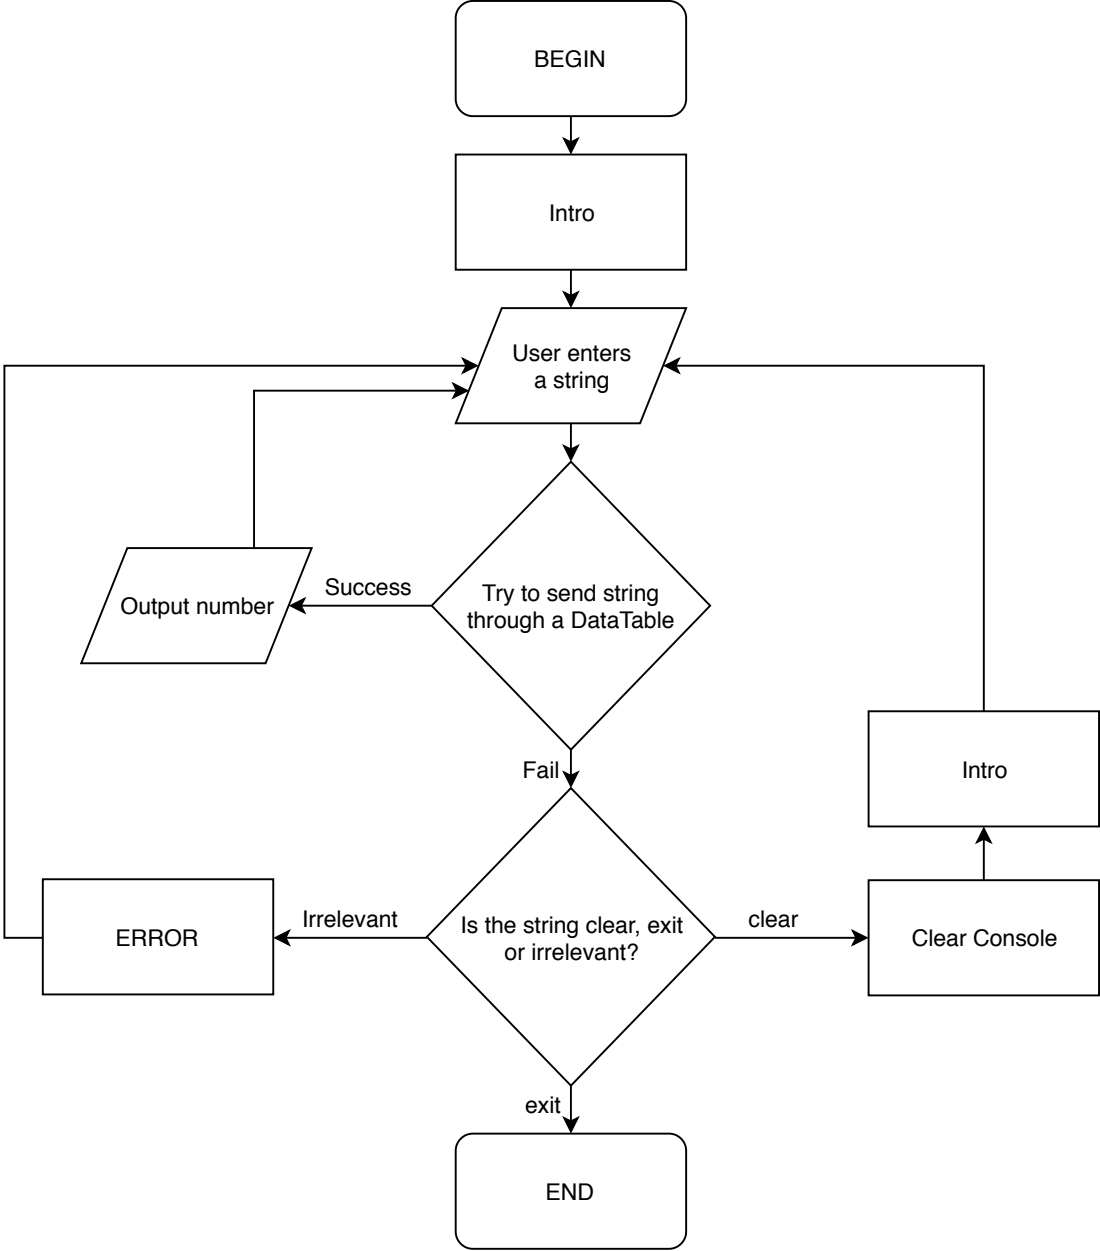 BEGIN
Intro
User enters
a string
Success
Output number
Try to send string
through a DataTable
Fail
Intro
Irrelevant
ERROR
Is the string clear, exit
or irrelevant?
clear
Clear Console
exit
END